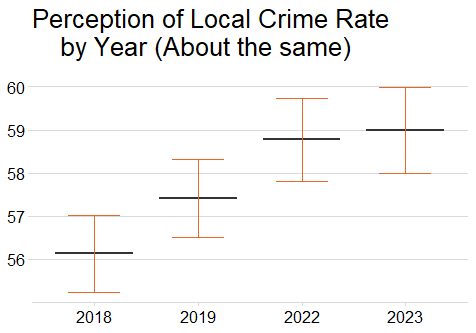 Perception of Local Crime Rate
by Year (About the same)
60
59
58
57
56
2018 2019 2022 2023